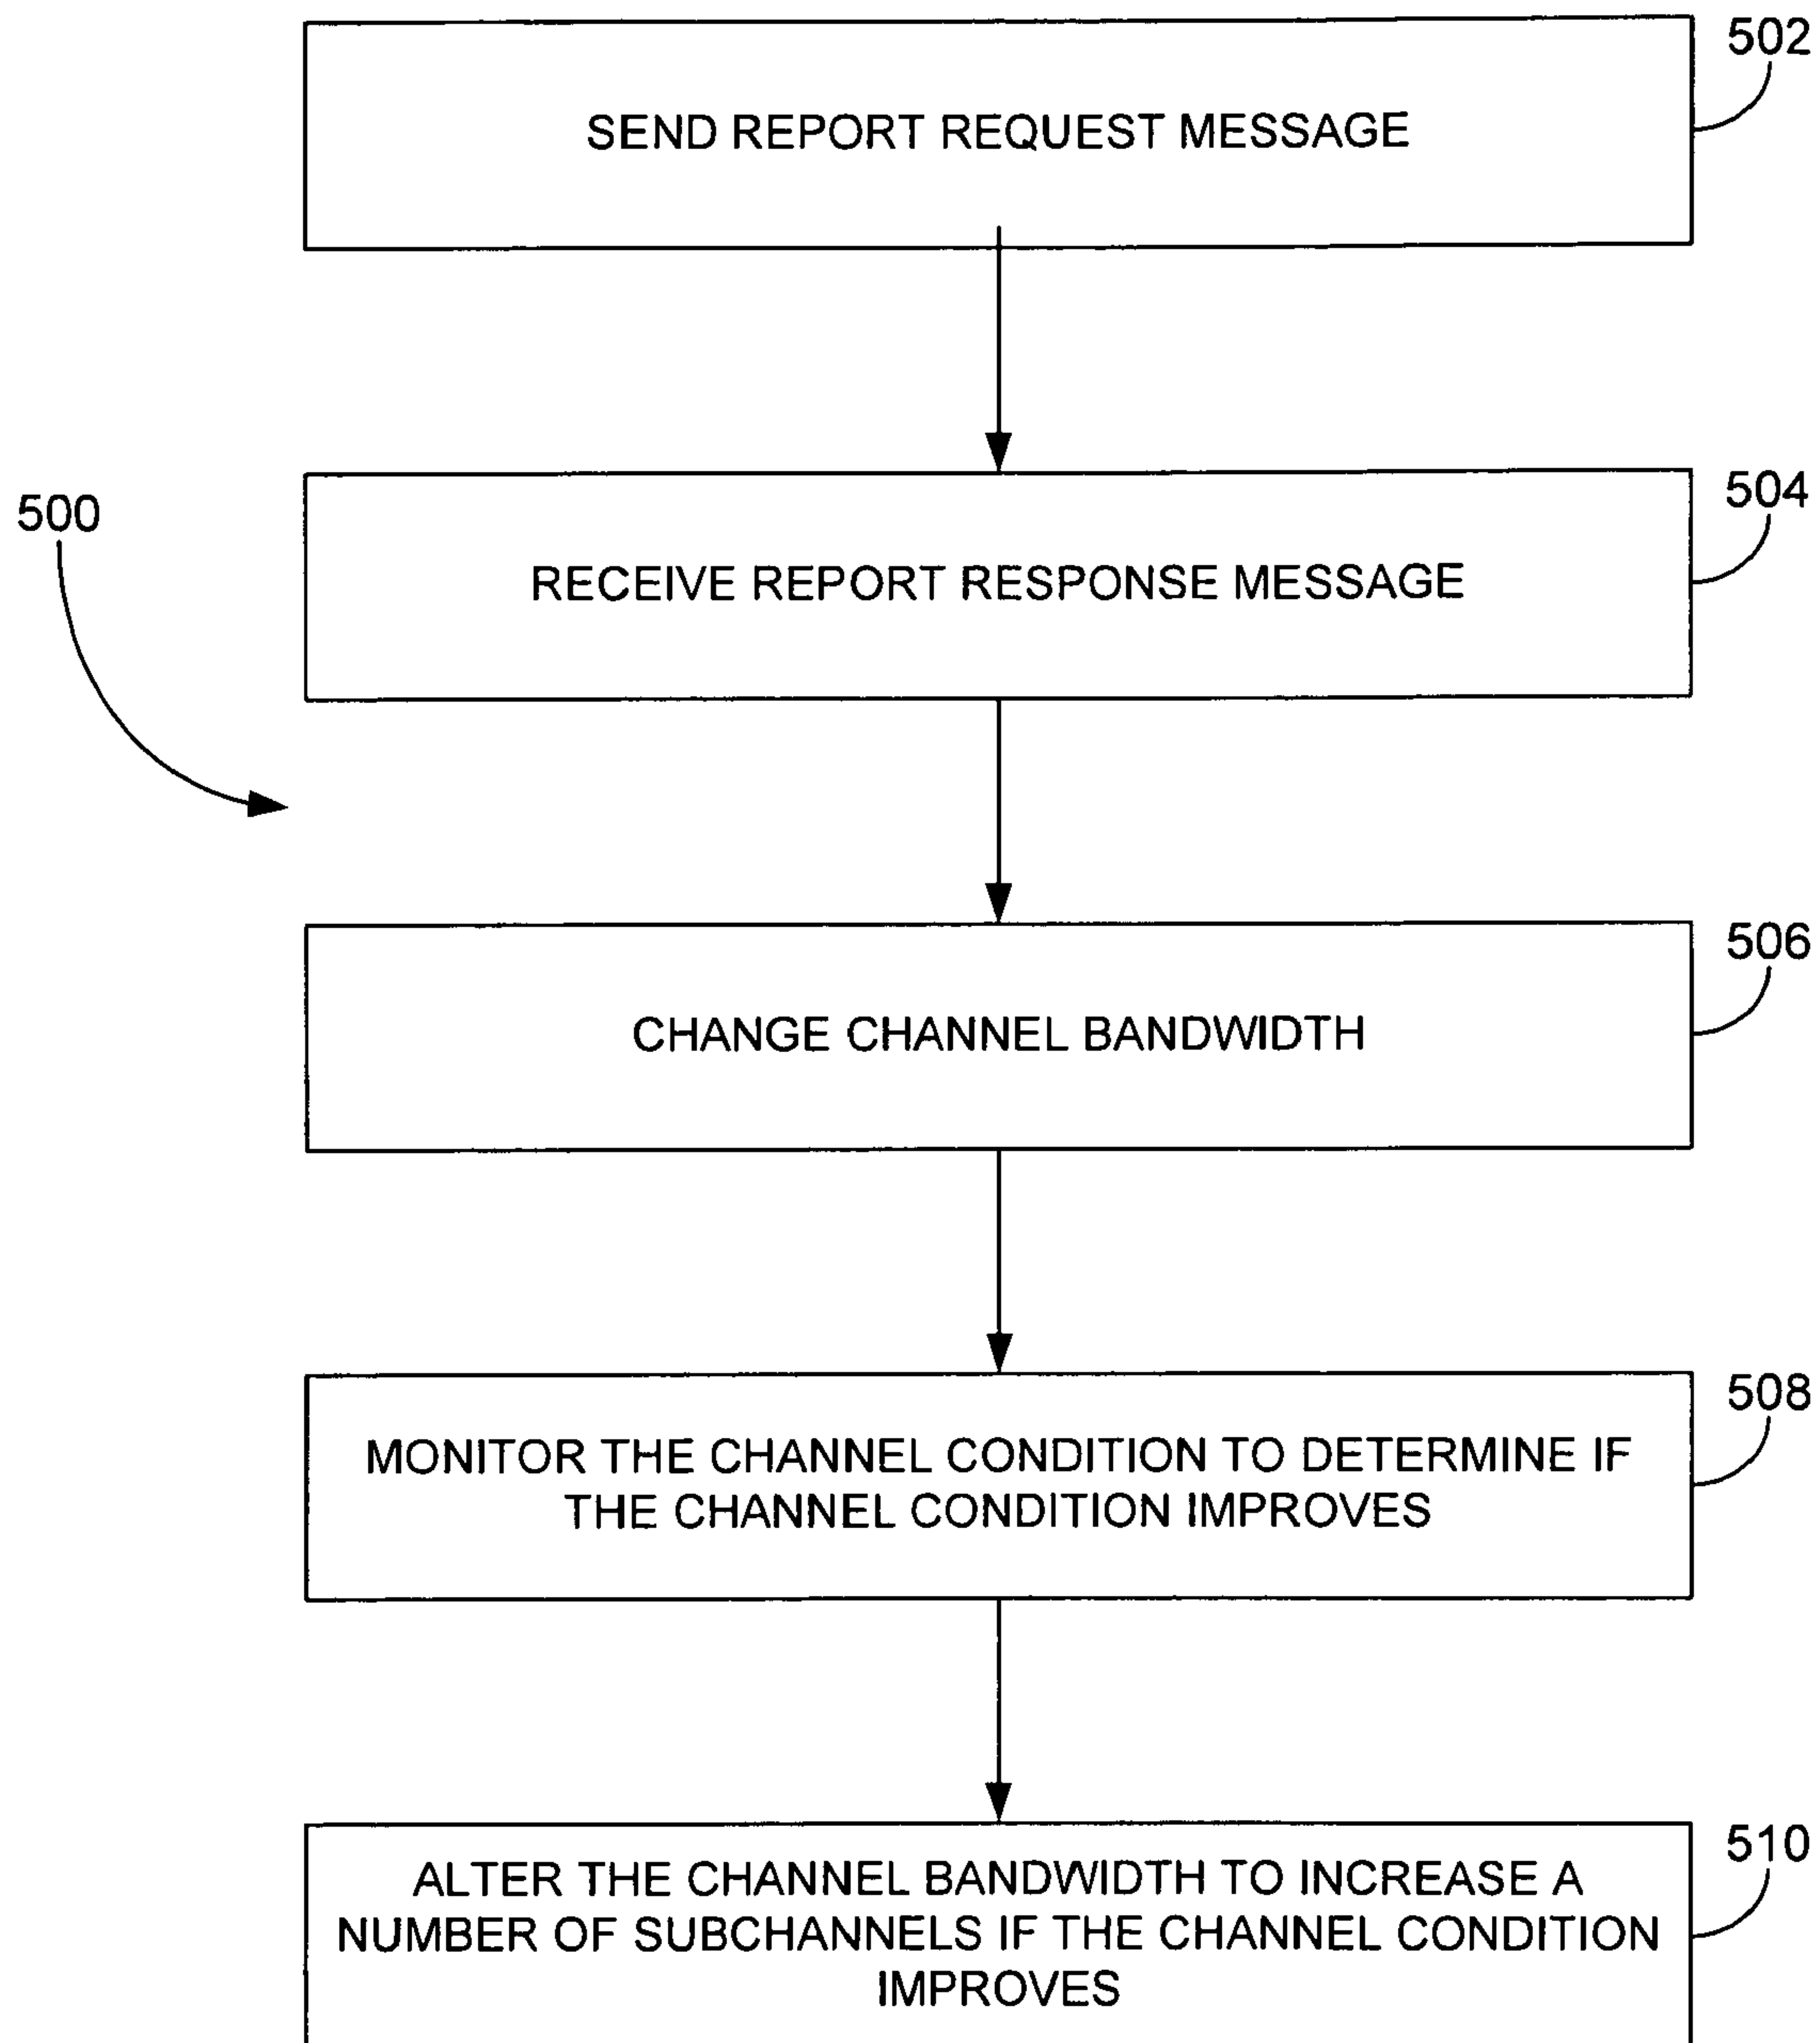 502
SEND REPORT REQUEST MESSAGE
504
500
RECEIVE REPORT RESPONSE MESSAGE
506
CHANGE CHANNEL BANDWIDTH
508
MONITOR THE CHANNEL CONDITION TO DETERMINE IF
THE CHANNEL CONDITION IMPROVES
510
ALTER THE CHANNEL BANDWIDTH TO INCREASE A
NUMBER OF SUBCHANNELS IF THE CHANNEL CONDITION
IMPROVES